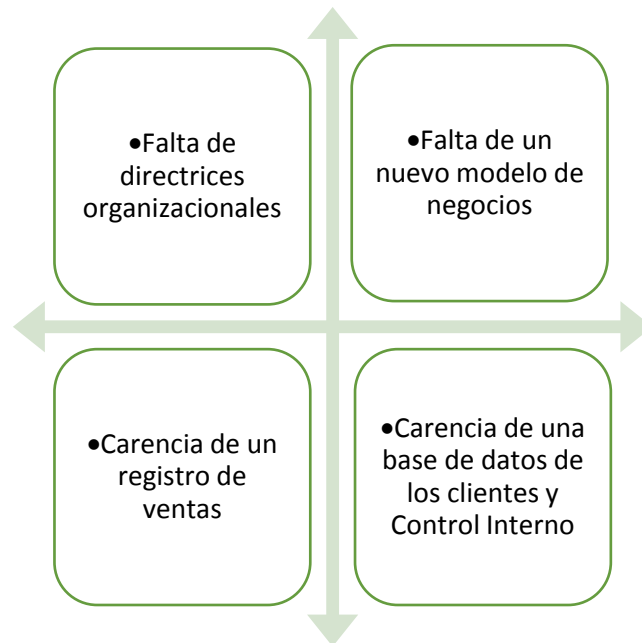 •Falta de
directrices
organizacionales
•Falta de un
nuevo modelo de
negocios
•Carencia de un
registro de
ventas
•Carencia de una
base de datos de
los clientes y
Control Interno